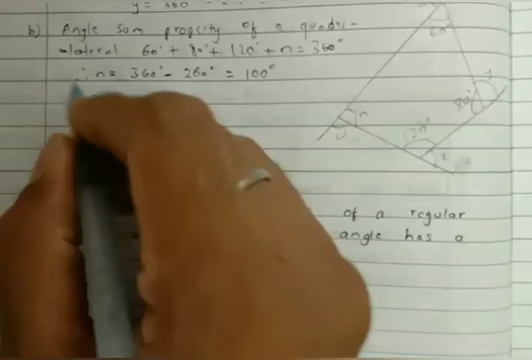 y = 360
b) Angle sum property of a quadri-
-lateral 60° + 80° + 120° + n = 360°
∴ n = 360° - 260° = 100°
60°
80°
n
w
120°
x
of a regular
angle has a